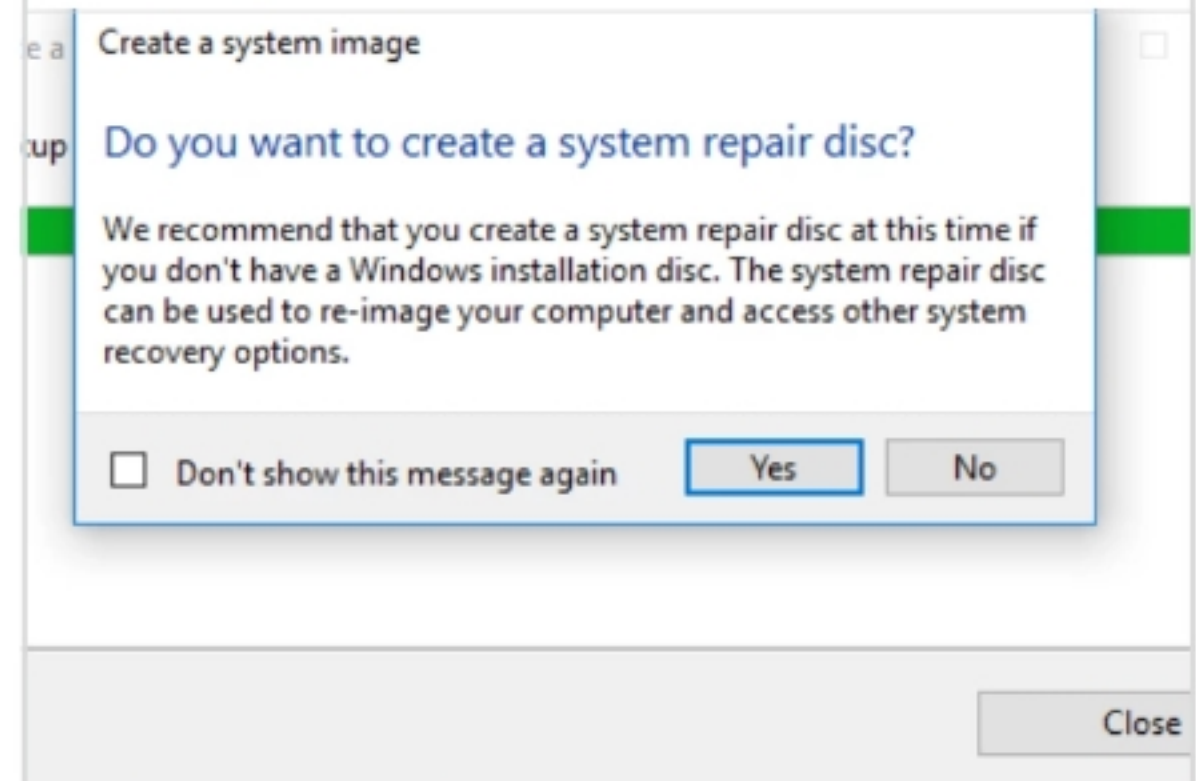 Create a system image
e a
Do you want to create a system repair disc?
We recommend that you create a system repair disc at this time if
you don't have a Windows installation disc. The system repair disc
can be used to re-image your computer and access other system
recovery options.
Don't show this message again
Yes
No
Close